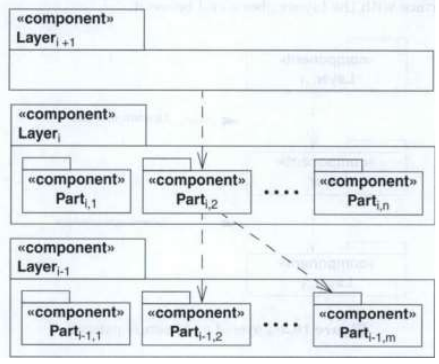 «component»
Layer i+1
«component»
Layer i
«component» «component» «component»
Part i,1 Part i,2 .... Part i,n
«component»
Layer i-1
«component» «component» «component»
Part i-1,1 Part i-1,2 .... Part i-1,m